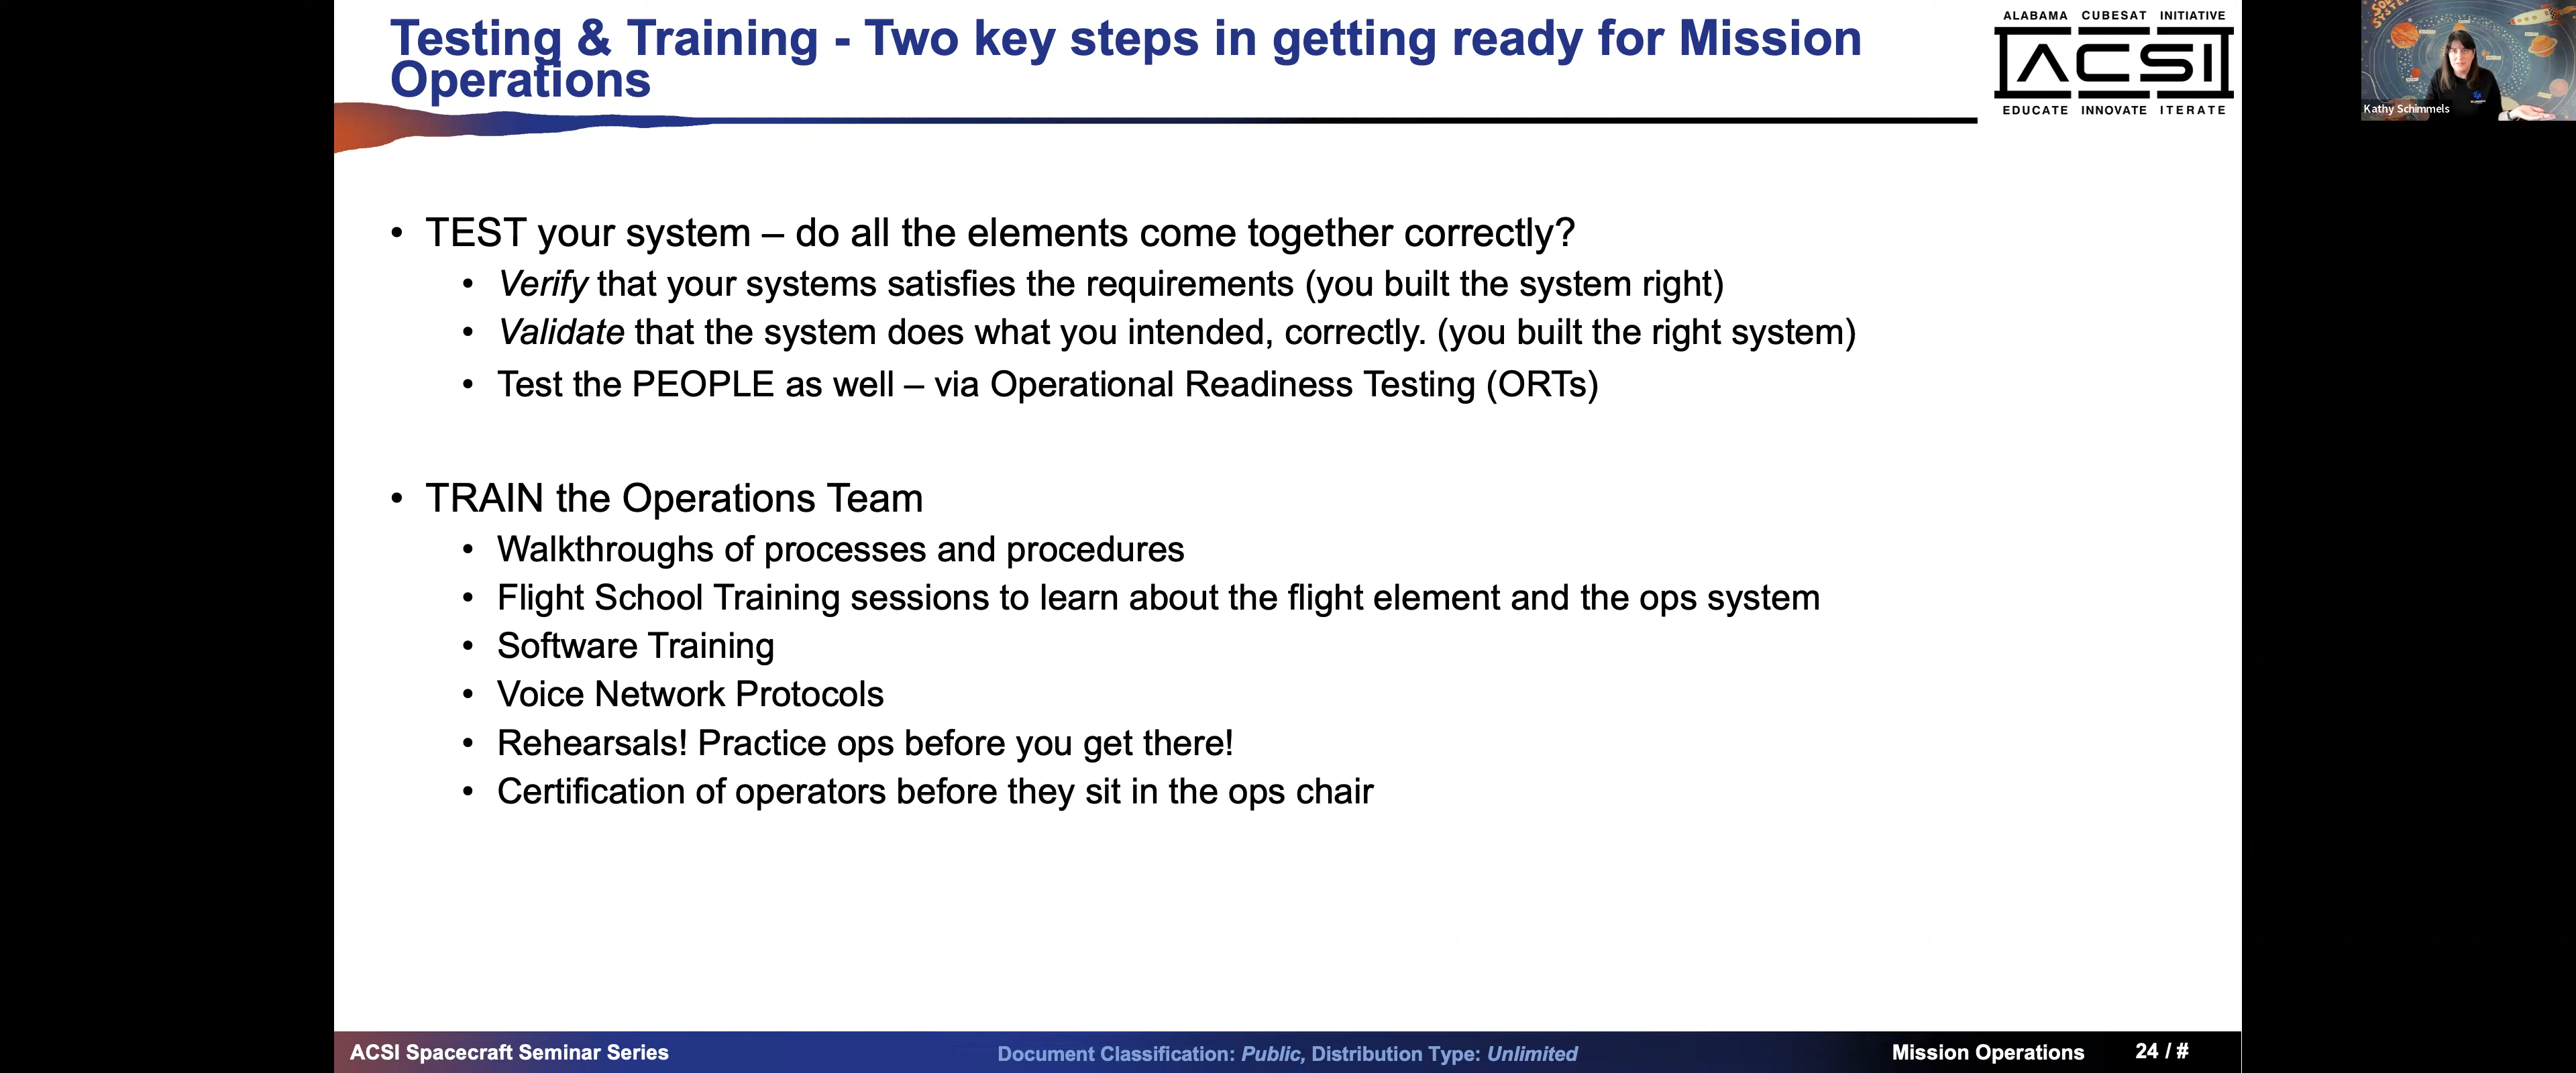 Testing & Training - Two key steps in getting ready for Mission
Operations
ALABAMA CUBESAT INITIATIVE
ACSI
EDUCATE INNOVATE ITERATE
Kathy Schimmels
• TEST your system – do all the elements come together correctly?
• Verify that your systems satisfies the requirements (you built the system right)
• Validate that the system does what you intended, correctly. (you built the right system)
• Test the PEOPLE as well – via Operational Readiness Testing (ORTs)
• TRAIN the Operations Team
• Walkthroughs of processes and procedures
• Flight School Training sessions to learn about the flight element and the ops system
• Software Training
• Voice Network Protocols
• Rehearsals! Practice ops before you get there!
• Certification of operators before they sit in the ops chair
ACSI Spacecraft Seminar Series
Document Classification: Public, Distribution Type: Unlimited
Mission Operations
24 / #